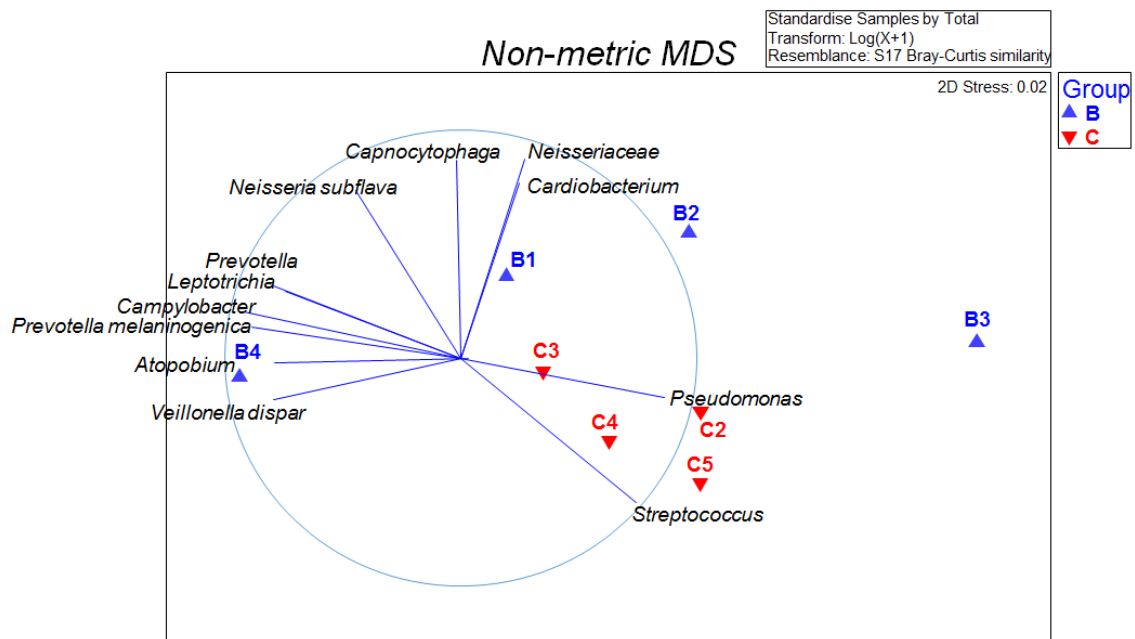 Non-metric MDS
Standardise Samples by Total
Transform: Log(X+1)
Resemblance: S17 Bray-Curtis similarity
2D Stress: 0.02
Group
B
C
Capnocytophaga
Neisseriaceae
Neisseria subflava
Cardiobacterium
B2
B1
Prevotella
Leptotrichia
Campylobacter
Prevotella melaninogenica
B3
B4
C3
Atopobium
Veillonella dispar
Pseudomonas
C4
C2
C5
Streptococcus